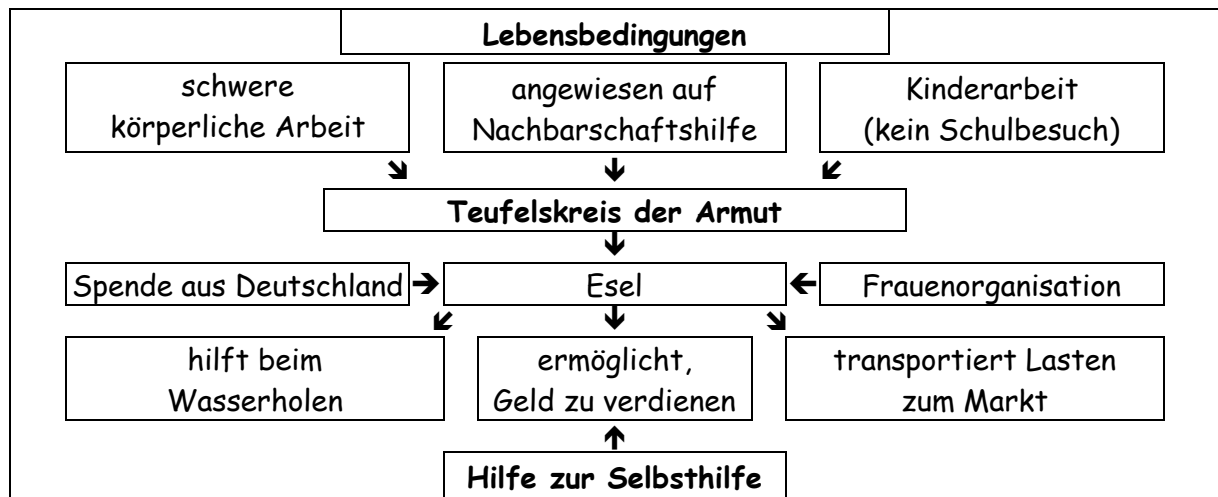 Lebensbedingungen
schwere
körperliche Arbeit
angewiesen auf
Nachbarschaftshilfe
Kinderarbeit
(kein Schulbesuch)
Teufelskreis der Armut
Spende aus Deutschland
Esel
Frauenorganisation
hilft beim
Wasserholen
ermöglicht,
Geld zu verdienen
transportiert Lasten
zum Markt
Hilfe zur Selbsthilfe